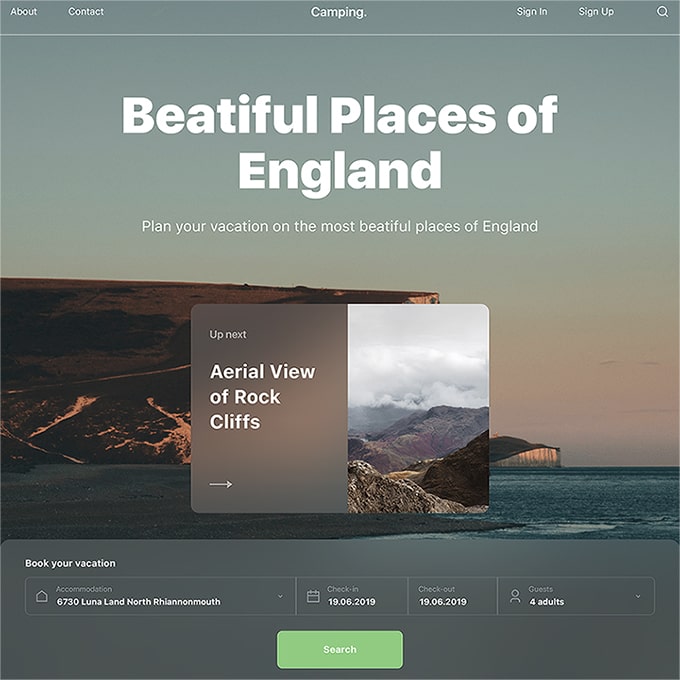 About Contact Camping. Sign In Sign Up
Beatiful Places of
England
Plan your vacation on the most beatiful places of England
Up next
Aerial View
of Rock
Cliffs
Book your vacation
Accommodation Check-in Check-out Guests
6730 Luna Land North Rhiannonmouth 19.06.2019 19.06.2019 4 adults
Search